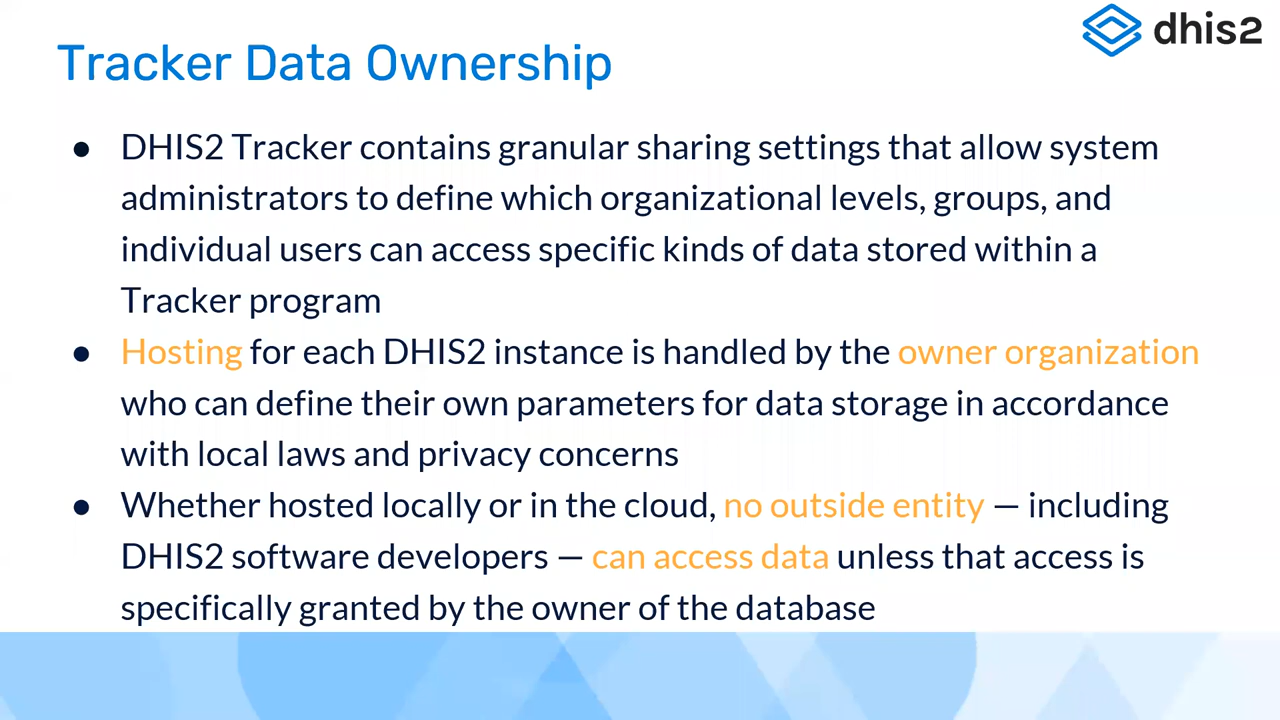 dhis2
Tracker Data Ownership
● DHIS2 Tracker contains granular sharing settings that allow system
administrators to define which organizational levels, groups, and
individual users can access specific kinds of data stored within a
Tracker program
● Hosting for each DHIS2 instance is handled by the owner organization
who can define their own parameters for data storage in accordance
with local laws and privacy concerns
● Whether hosted locally or in the cloud, no outside entity — including
DHIS2 software developers — can access data unless that access is
specifically granted by the owner of the database